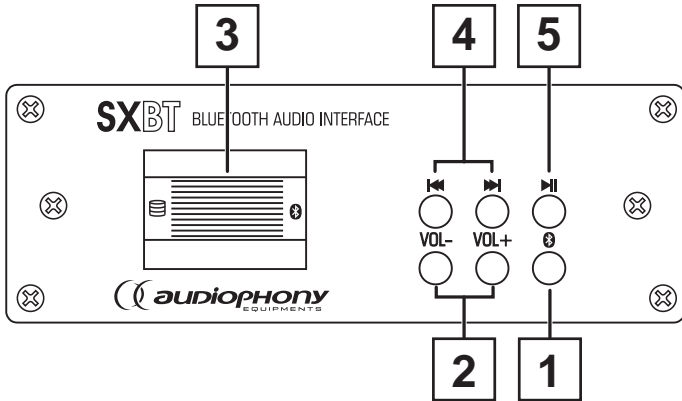 3 4 5
SXBT BLUETOOTH AUDIO INTERFACE
VOL- VOL+
audiophony
EQUIPMENTS
2 1